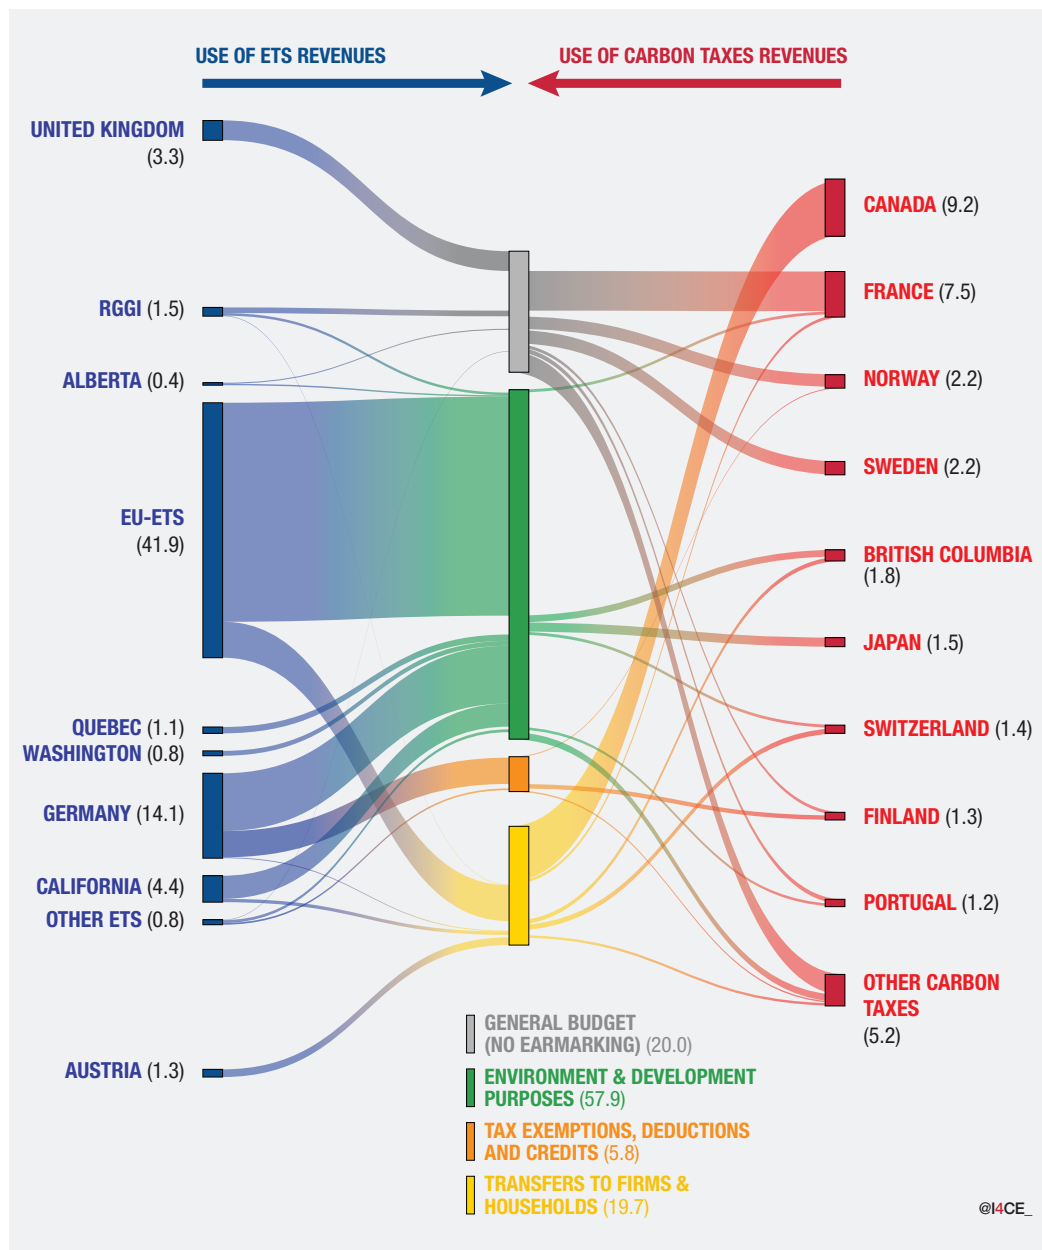 USE OF ETS REVENUES
USE OF CARBON TAXES REVENUES
UNITED KINGDOM
(3.3)
RGGI (1.5)
ALBERTA (0.4)
EU-ETS
(41.9)
QUEBEC (1.1)
WASHINGTON (0.8)
GERMANY (14.1)
CALIFORNIA (4.4)
OTHER ETS (0.8)
AUSTRIA (1.3)
CANADA (9.2)
FRANCE (7.5)
NORWAY (2.2)
SWEDEN (2.2)
BRITISH COLUMBIA
(1.8)
JAPAN (1.5)
SWITZERLAND (1.4)
FINLAND (1.3)
PORTUGAL (1.2)
OTHER CARBON
TAXES
(5.2)
GENERAL BUDGET
(NO EARMARKING) (20.0)
ENVIRONMENT & DEVELOPMENT
PURPOSES (57.9)
TAX EXEMPTIONS, DEDUCTIONS
AND CREDITS (5.8)
TRANSFERS TO FIRMS &
HOUSEHOLDS (19.7)
@I4CE_